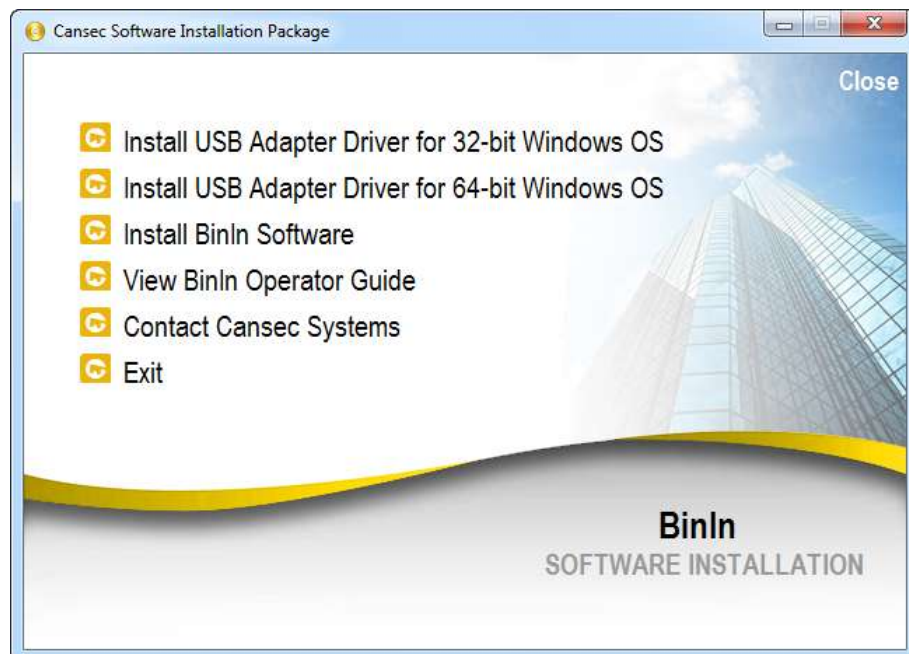 Cansec Software Installation Package
Close
Install USB Adapter Driver for 32-bit Windows OS
Install USB Adapter Driver for 64-bit Windows OS
Install BinIn Software
View BinIn Operator Guide
Contact Cansec Systems
Exit
BinIn
SOFTWARE INSTALLATION